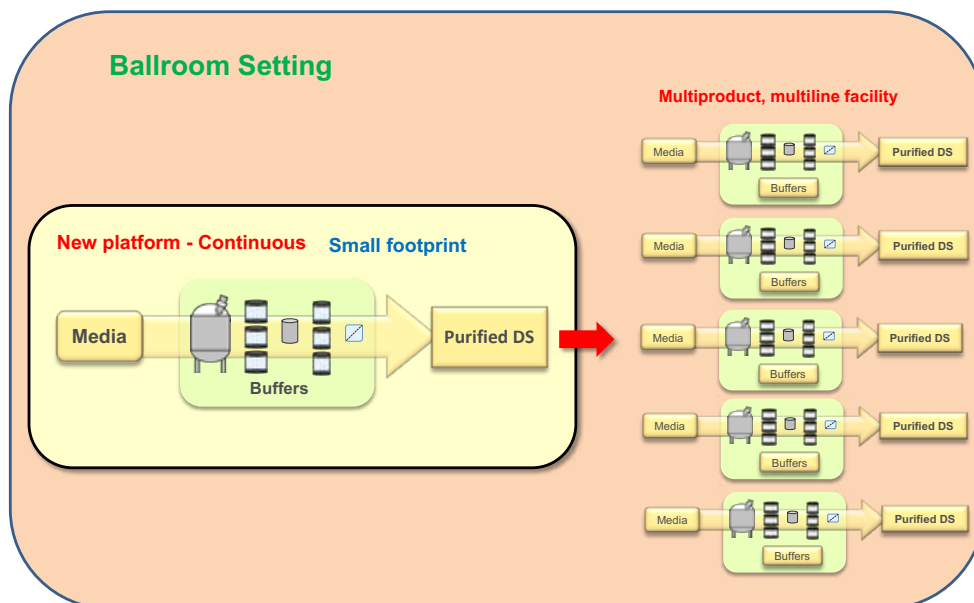 Ballroom Setting
Multiproduct, multiline facility
New platform - Continuous
Small footprint
Media
Buffers
Purified DS
Media
Buffers
Purified DS
Media
Buffers
Purified DS
Media
Buffers
Purified DS
Media
Buffers
Purified DS
Media
Buffers
Purified DS